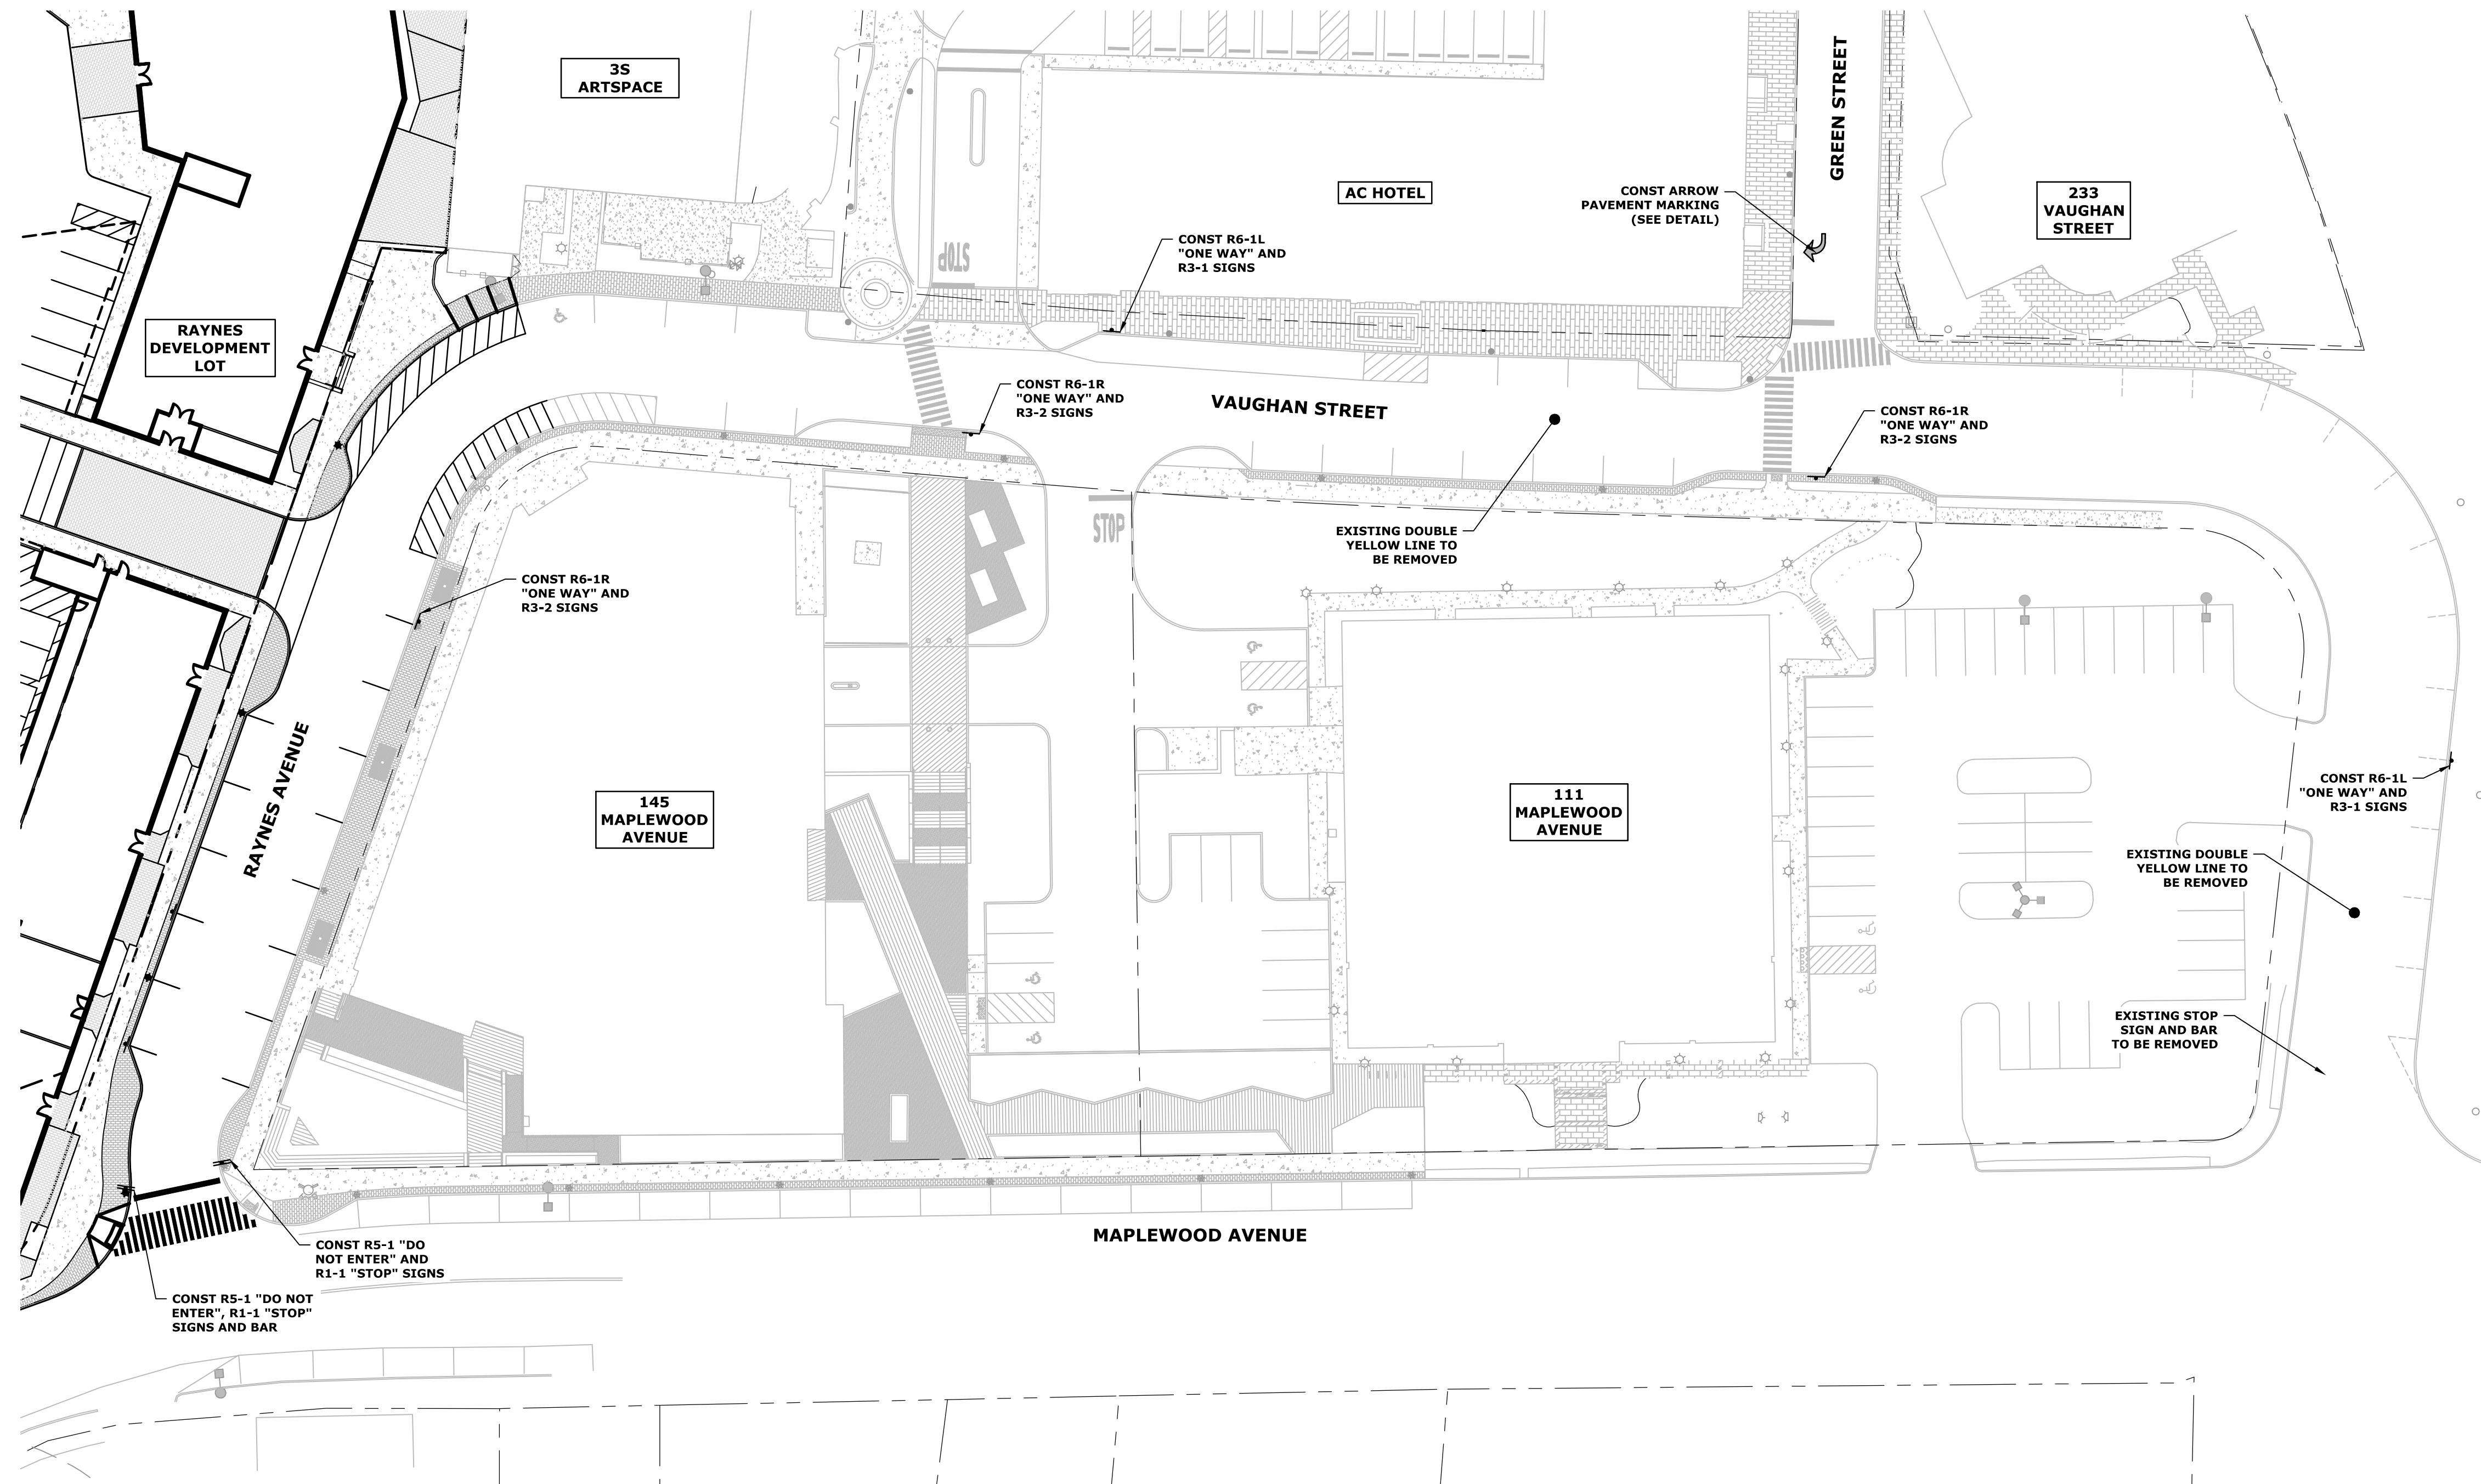 3S
ARTSPACE
GREEN STREET
AC HOTEL
CONST ARROW
PAVEMENT MARKING
(SEE DETAIL)
233
VAUGHAN
STREET
STOP
CONST R6-1L
"ONE WAY" AND
R3-1 SIGNS
RAYNES
DEVELOPMENT
LOT
CONST R6-1R
"ONE WAY" AND
R3-2 SIGNS
VAUGHAN STREET
CONST R6-1R
"ONE WAY" AND
R3-2 SIGNS
STOP
EXISTING DOUBLE
YELLOW LINE TO
BE REMOVED
CONST R6-1R
"ONE WAY" AND
R3-2 SIGNS
RAYNES AVENUE
145
MAPLEWOOD
AVENUE
111
MAPLEWOOD
AVENUE
CONST R6-1L
"ONE WAY" AND
R3-1 SIGNS
EXISTING DOUBLE
YELLOW LINE TO
BE REMOVED
EXISTING STOP
SIGN AND BAR
TO BE REMOVED
MAPLEWOOD AVENUE
CONST R5-1 "DO
NOT ENTER" AND
R1-1 "STOP" SIGNS
CONST R5-1 "DO NOT
ENTER", R1-1 "STOP"
SIGNS AND BAR